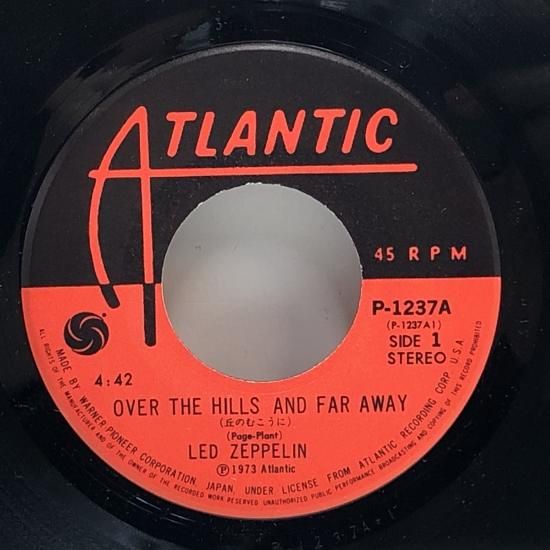 ATLANTIC
45 RPM
P-1237A
(P-1237A1)
SIDE 1
STEREO
4:42
OVER THE HILLS AND FAR AWAY
(丘のむこうに)
(Page-Plant)
LED ZEPPELIN
Ⓟ1973 Atlantic
MADE BY WARNER-PIONEER CORPORATION, JAPAN, UNDER LICENSE FROM ATLANTIC RECORDING CORP. U.S.A.
ALL RIGHTS OF THE MANUFACTURER AND OF THE OWNER OF THE RECORDED WORK RESERVED UNAUTHORIZED PUBLIC PERFORMANCE BROADCASTING AND COPYING OF THIS RECORD PROHIBITED